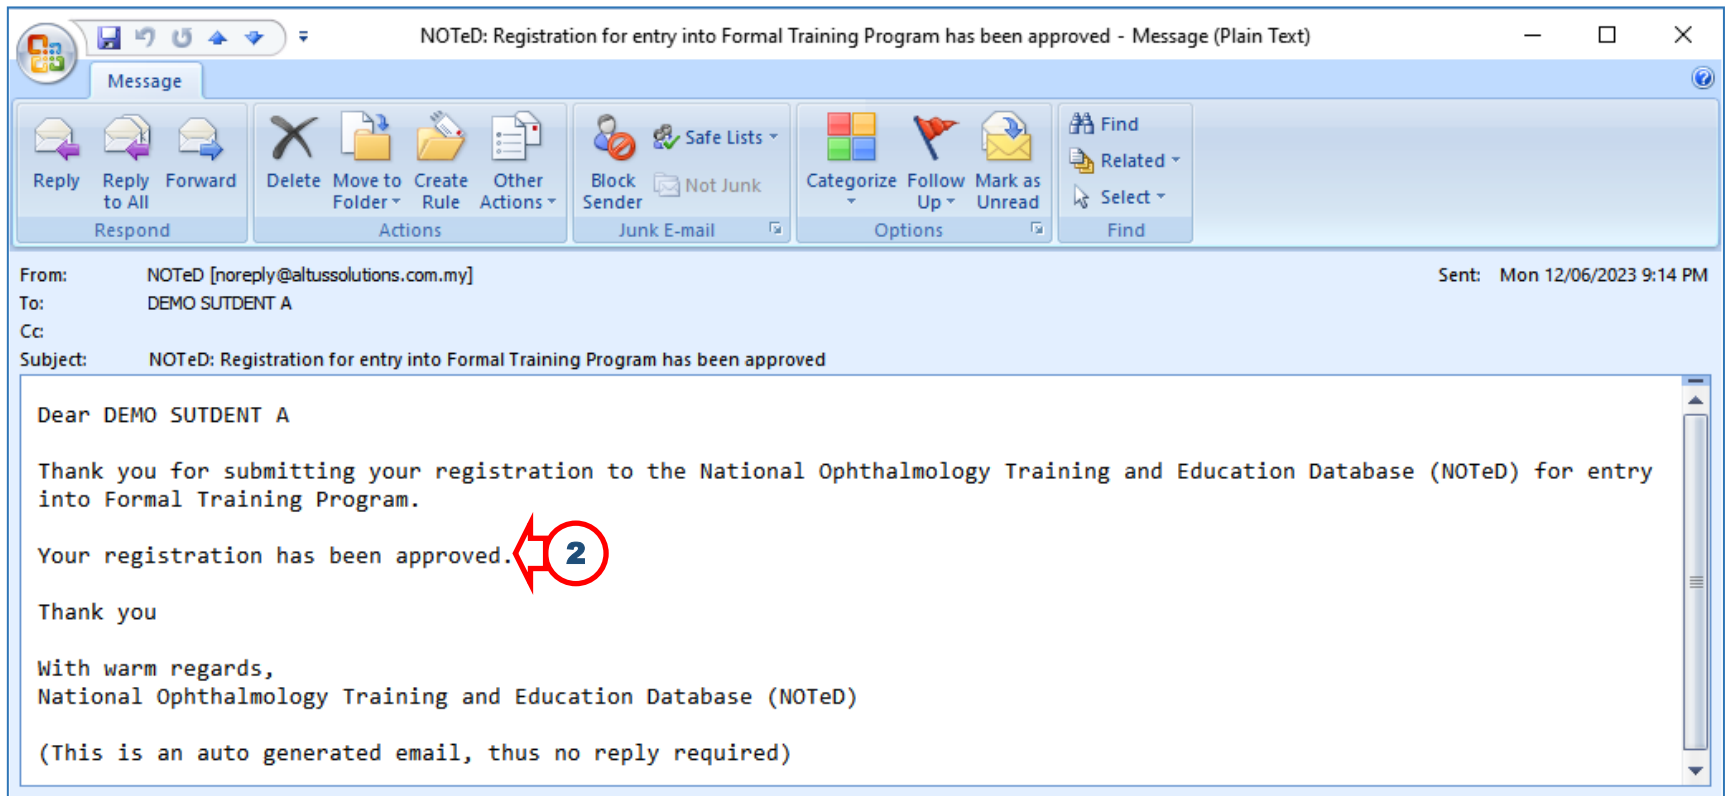 NOTeD: Registration for entry into Formal Training Program has been approved - Message (Plain Text)
Message
Reply
Reply to All
Forward
Respond
Delete
Move to Folder
Create Rule
Other Actions
Actions
Block Sender
Safe Lists
Not Junk
Junk E-mail
Categorize
Follow Up
Mark as Unread
Options
Find
Related
Select
Find
From: NOTeD [noreply@altussolutions.com.my]
Sent: Mon 12/06/2023 9:14 PM
To: DEMO SUTDENT A
Cc:
Subject: NOTeD: Registration for entry into Formal Training Program has been approved
Dear DEMO SUTDENT A
Thank you for submitting your registration to the National Ophthalmology Training and Education Database (NOTeD) for entry
into Formal Training Program.
Your registration has been approved.
2
Thank you
With warm regards,
National Ophthalmology Training and Education Database (NOTeD)
(This is an auto generated email, thus no reply required)